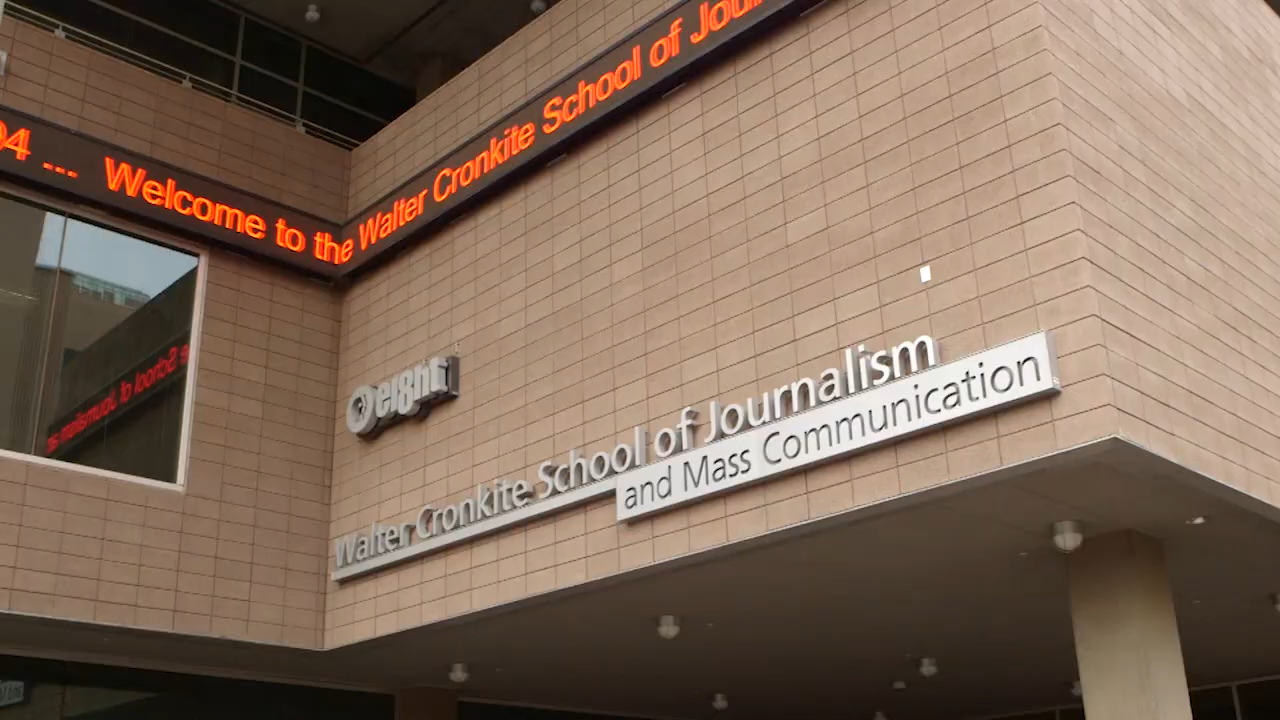 04 ... Welcome to the Walter Cronkite School of Jour
eight
Walter Cronkite School of Journalism
and Mass Communication